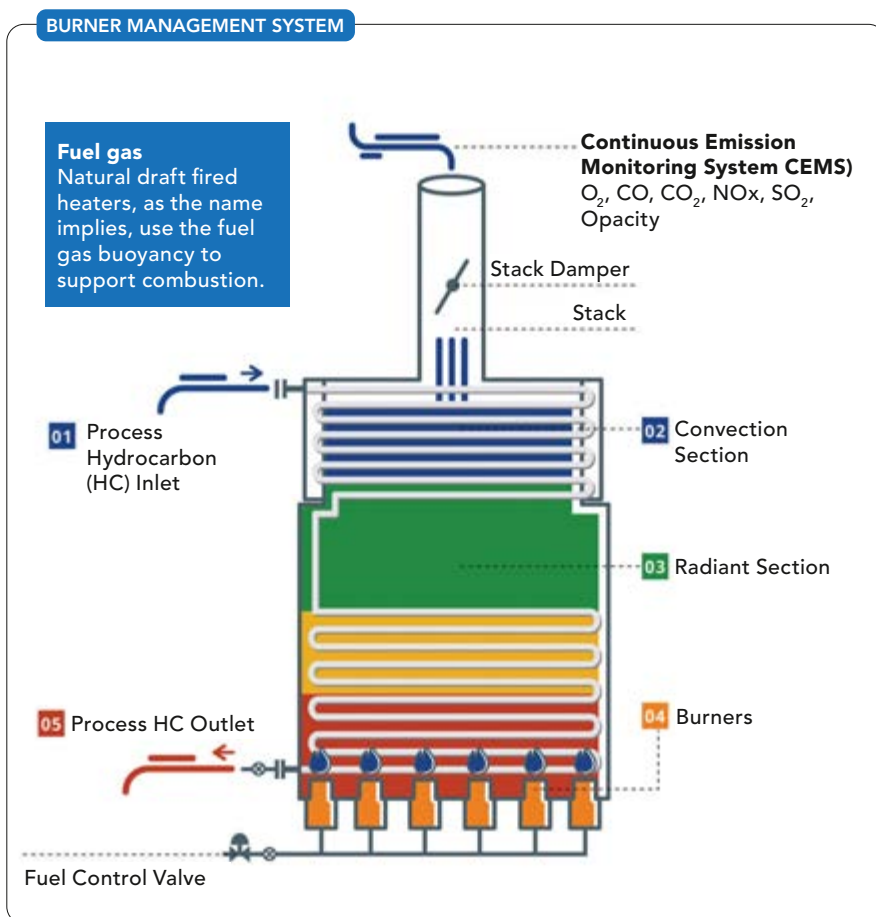 BURNER MANAGEMENT SYSTEM
Fuel gas
Natural draft fired
heaters, as the name
implies, use the fuel
gas buoyancy to
support combustion.
Continuous Emission
Monitoring System CEMS)
O₂, CO, CO₂, NOx, SO₂,
Opacity
Stack Damper
Stack
01 Process
Hydrocarbon
(HC) Inlet
02 Convection
Section
03 Radiant Section
05 Process HC Outlet
04 Burners
Fuel Control Valve